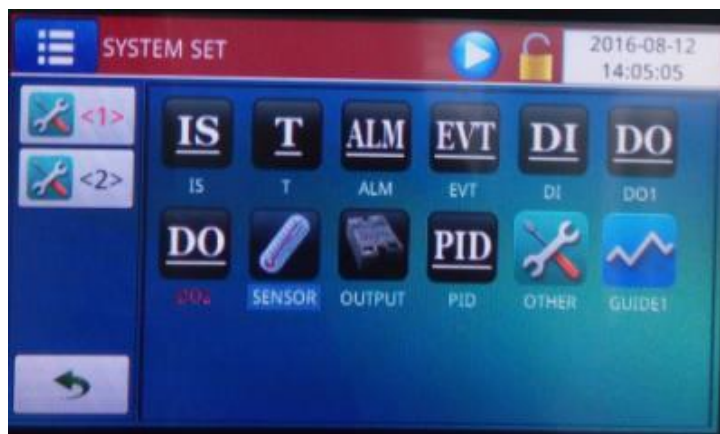 SYSTEM SET
2016-08-12
14:05:05
<1>
<2>
IS T ALM EVT DI DO
IS T ALM EVT DI DO1
DO PID
DO2 SENSOR OUTPUT PID OTHER GUIDE1